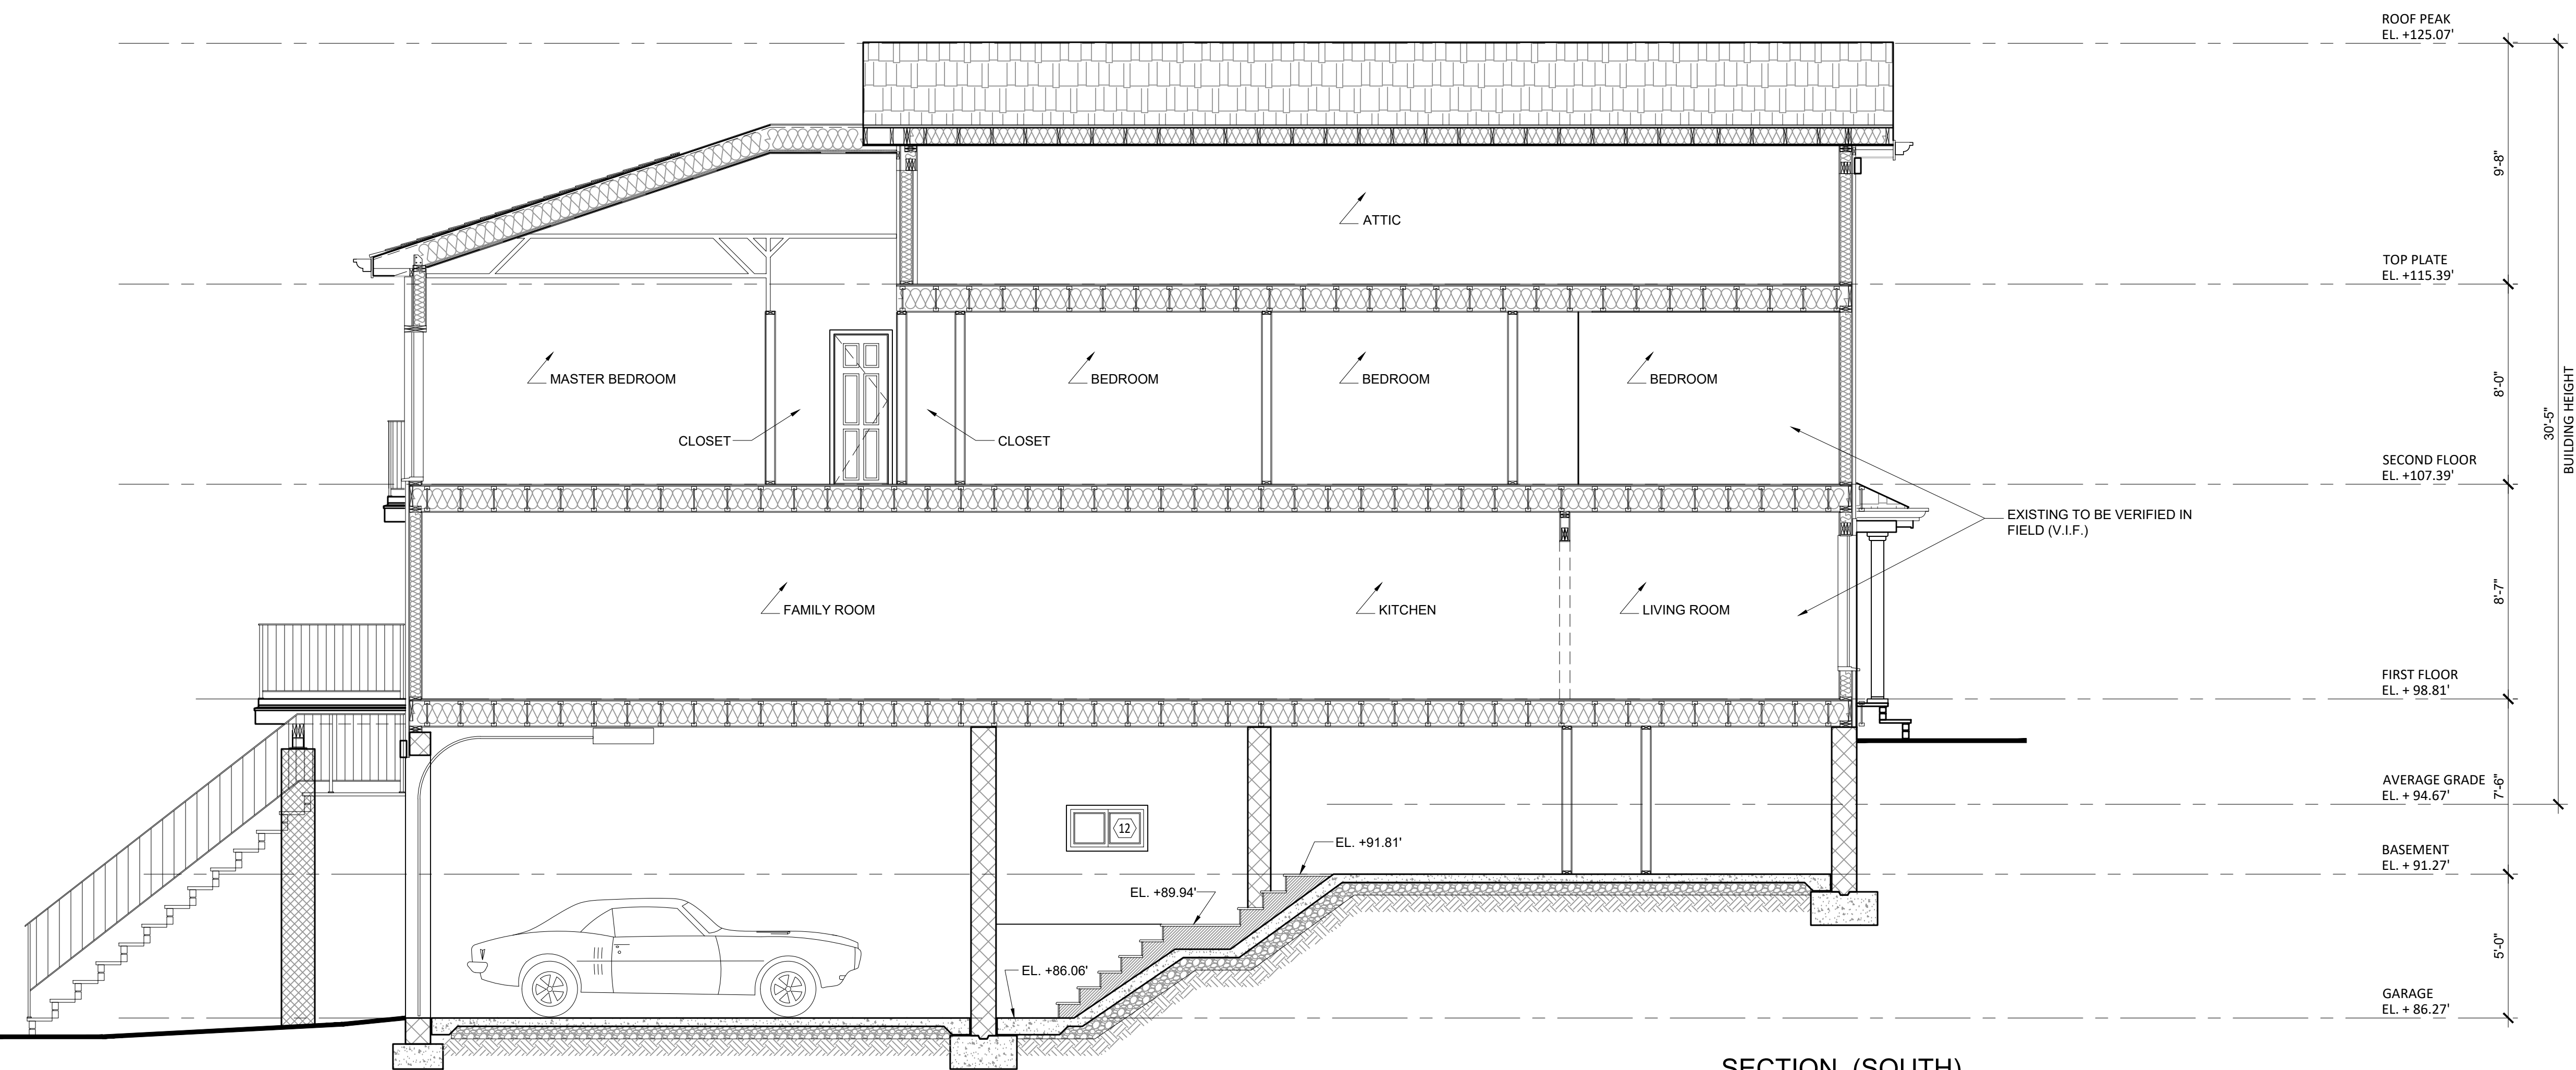 ROOF PEAK
EL. +125.07'
9'-8"
ATTIC
TOP PLATE
EL. +115.39'
MASTER BEDROOM
BEDROOM
BEDROOM
BEDROOM
8'-0"
BUILDING HEIGHT
30'-5"
CLOSET
CLOSET
SECOND FLOOR
EL. +107.39'
EXISTING TO BE VERIFIED IN
FIELD (V.I.F.)
8'-7"
FAMILY ROOM
KITCHEN
LIVING ROOM
FIRST FLOOR
EL. + 98.81'
AVERAGE GRADE
EL. + 94.67'
7'-6"
12
EL. +91.81'
BASEMENT
EL. + 91.27'
EL. +89.94'
5'-0"
EL. +86.06'
GARAGE
EL. + 86.27'
SECTION (SOUTH)